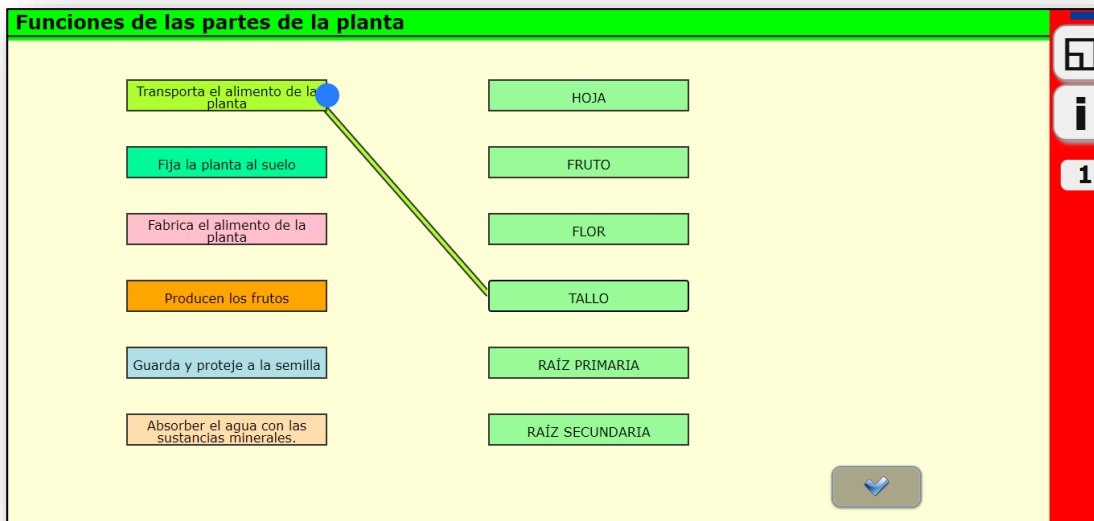 Funciones de las partes de la planta
Transporta el alimento de la
planta
HOJA
Fija la planta al suelo
FRUTO
Fabrica el alimento de la
planta
FLOR
Producen los frutos
TALLO
Guarda y proteje a la semilla
RAÍZ PRIMARIA
Absorber el agua con las
sustancias minerales.
RAÍZ SECUNDARIA
i
1